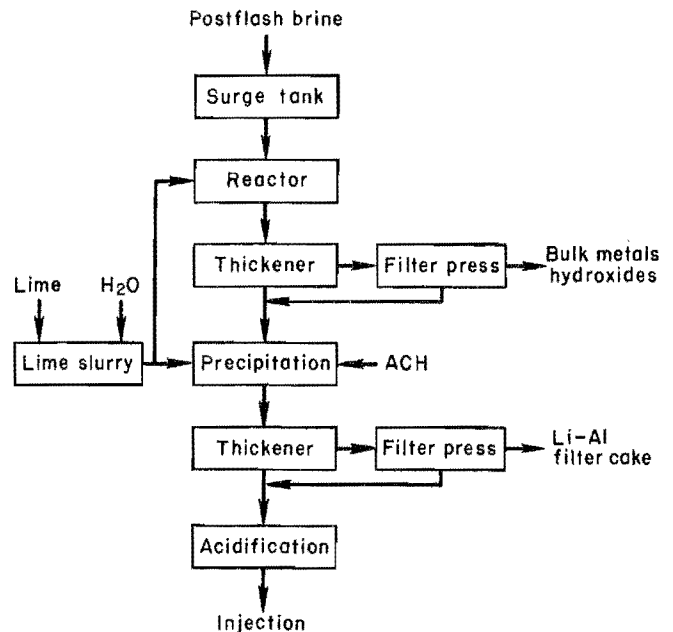 Postflash brine
Surge tank
Reactor
Thickener
Filter press
Bulk metals
hydroxides
Lime
H2O
Lime slurry
Precipitation
ACH
Thickener
Filter press
Li-Al
filter cake
Acidification
Injection